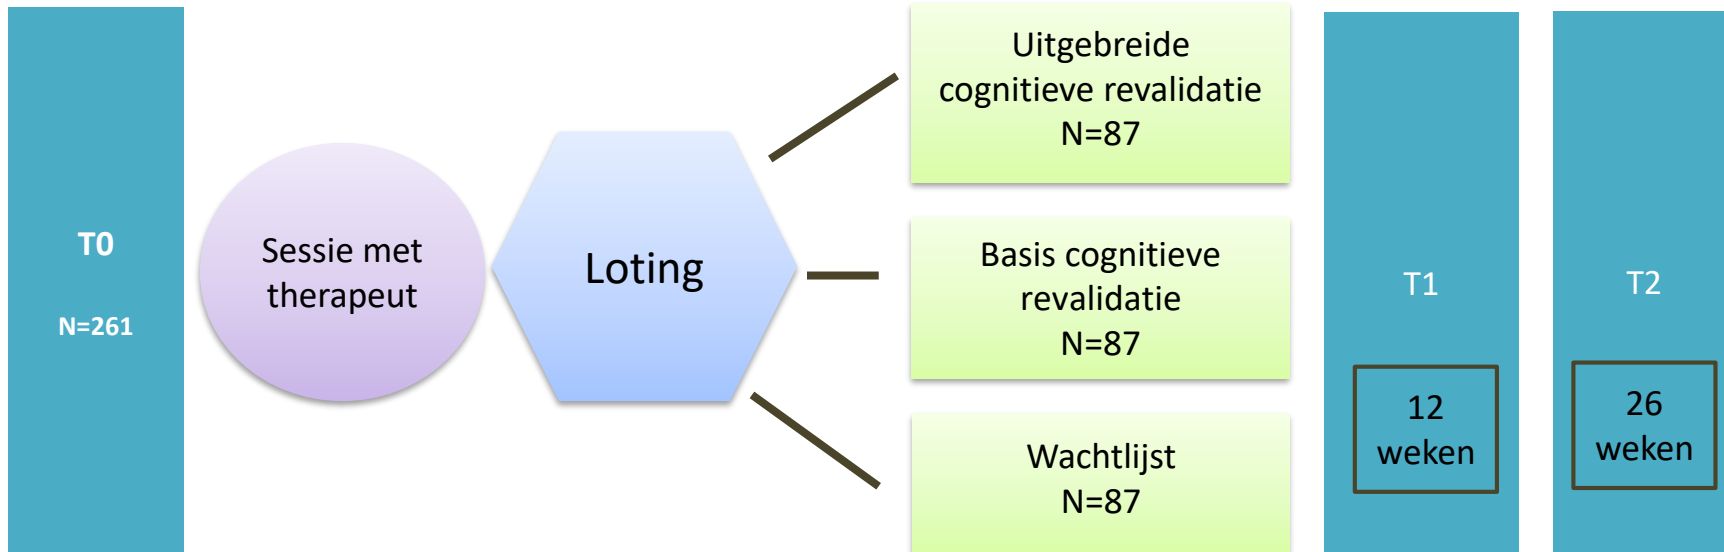 T0
N=261
Sessie met
therapeut
Loting
Uitgebreide
cognitieve revalidatie
N=87
Basis cognitieve
revalidatie
N=87
Wachtlijst
N=87
T1
12
weken
T2
26
weken